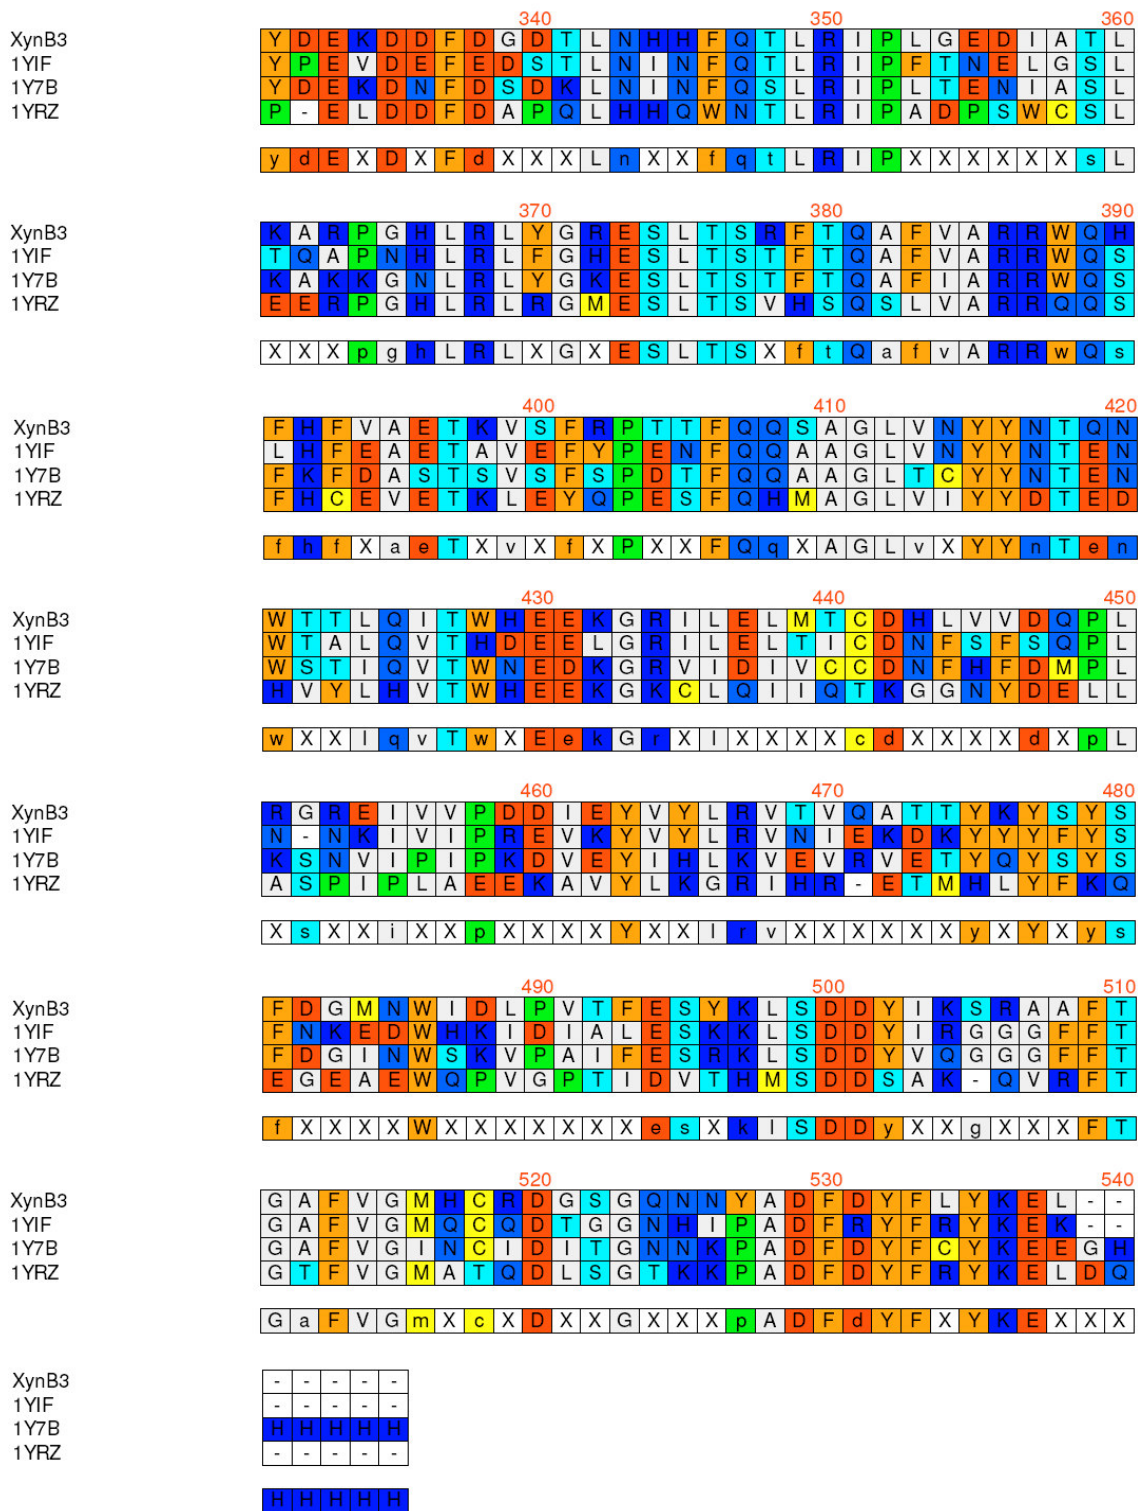 340 350 360
XynB3 Y D E K D D F D G D T L N H H F Q T L R I P L G E D I A T L
1YIF Y P E V D E F E D S T L N I N F Q T L R I P F T N E L G S L
1Y7B Y D E K D N F D S D K L N I N F Q S L R I P L T E N I A S L
1YRZ P - E L D D F D A P Q L H H Q W N T L R I P A D P S W C S L
y d E X D X F d X X X L n X X f q t L R I P X X X X X X s L
370 380 390
XynB3 K A R P G H L R L Y G R E S L T S R F T Q A F V A R R W Q H
1YIF T Q A P N H L R L F G H E S L T S T F T Q A F V A R R W Q S
1Y7B K A K K G N L R L Y G K E S L T S T F T Q A F I A R R W Q S
1YRZ E E R P G H L R L R G M E S L T S V H S Q S L V A R R Q Q S
X X X p g h L R L X G X E S L T S X f t Q a f v A R R w Q s
400 410 420
XynB3 F H F V A E T K V S F R P T T F Q Q S A G L V N Y Y N T Q N
1YIF L H F E A E T A V E F Y P E N F Q Q A A G L V N Y Y N T E N
1Y7B F K F D A S T S V S F S P D T F Q Q A A G L T C Y Y N T E N
1YRZ F H C E V E T K L E Y Q P E S F Q H M A G L V I Y Y D T E D
f h f X a e T X v X f X P X X F Q q X A G L v X Y Y n T e n
430 440 450
XynB3 W T T L Q I T W H E E K G R I L E L M T C D H L V V D Q P L
1YIF W T A L Q V T H D E E L G R I L E L T I C D N F S F S Q P L
1Y7B W S T I Q V T W N E D K G R V I D I V C C D N F H F D M P L
1YRZ H V Y L H V T W H E E K G K C L Q I I Q T K G G N Y D E L L
w X X l q v T w X E e k G r X l X X X X c d X X X X d X p L
460 470 480
XynB3 R G R E I V V P D D I E Y V Y L R V T V Q A T T Y K Y S Y S
1YIF N - N K I V I P R E V K Y V Y L R V N I E K D K Y Y Y F Y S
1Y7B K S N V I P I P K D V E Y I H L K V E V R V E T Y Q Y S Y S
1YRZ A S P I P L A E E K A V Y L K G R I H R - E T M H L Y F K Q
X s X X i X X p X X X X Y X X l r v X X X X X X y X Y X y s
490 500 510
XynB3 F D G M N W I D L P V T F E S Y K L S D D Y I K S R A A F T
1YIF F N K E D W H K I D I A L E S K K L S D D Y I R G G G F F T
1Y7B F D G I N W S K V P A I F E S R K L S D D Y V Q G G G F F T
1YRZ E G E A E W Q P V G P T I D V T H M S D D S A K - Q V R F T
f X X X X W X X X X X X X e s X k l S D D y X X g X X X F T
520 530 540
XynB3 G A F V G M H C R D G S G Q N N Y A D F D Y F L Y K E L - -
1YIF G A F V G M Q C Q D T G G N H I P A D F R Y F R Y K E K - -
1Y7B G A F V G I N C I D I T G N N K P A D F D Y F C Y K E E G H
1YRZ G T F V G M A T Q D L S G T K K P A D F D Y F R Y K E L D Q
G a F V G m X c X D X X G X X X p A D F d Y F X Y K E X X X
XynB3 - - - - -
1YIF - - - - -
1Y7B H H H H H
1YRZ - - - - -
H H H H H